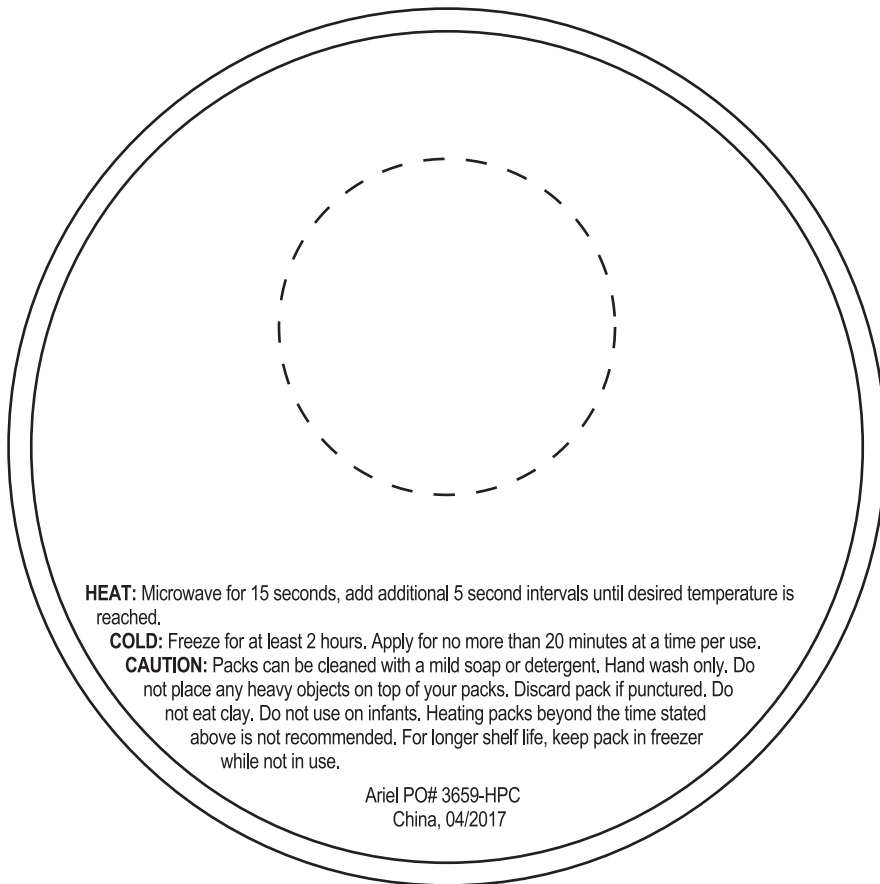 HEAT: Microwave for 15 seconds, add additional 5 second intervals until desired temperature is
reached.
COLD: Freeze for at least 2 hours. Apply for no more than 20 minutes at a time per use.
CAUTION: Packs can be cleaned with a mild soap or detergent. Hand wash only. Do
not place any heavy objects on top of your packs. Discard pack if punctured. Do
not eat clay. Do not use on infants. Heating packs beyond the time stated
above is not recommended. For longer shelf life, keep pack in freezer
while not in use.
Ariel PO# 3659-HPC
China, 04/2017